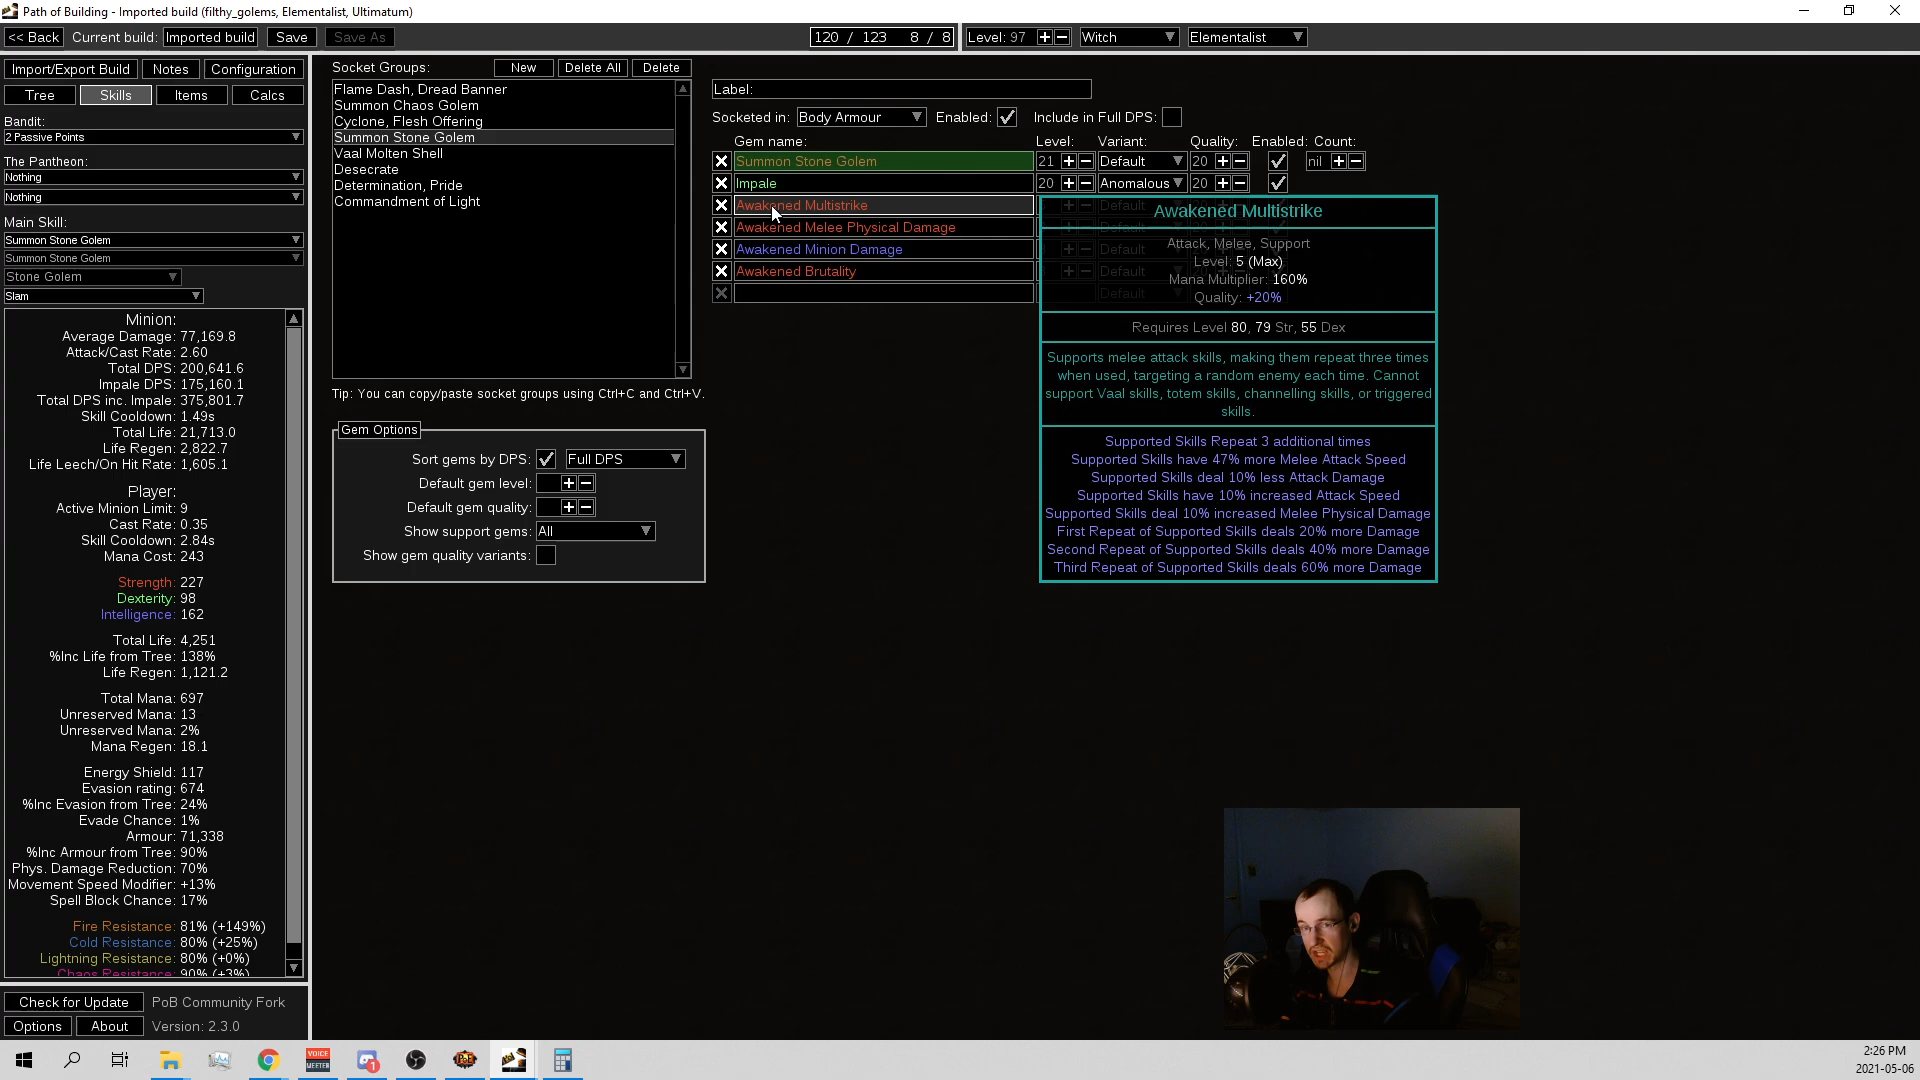 Path of Building - Imported build (filthy_golems, Elementalist, Ultimatum)
<< Back Current build: Imported build Save Save As 120 / 123 8 / 8 Level: 97 Witch Elementalist
Import/Export Build Notes Configuration
Tree Skills Items Calcs
Bandit:
2 Passive Points
The Pantheon:
Nothing
Nothing
Main Skill:
Summon Stone Golem
Summon Stone Golem
Stone Golem
Slam
Minion:
Average Damage: 77,169.8
Attack/Cast Rate: 2.60
Total DPS: 200,641.6
Impale DPS: 175,160.1
Total DPS inc. Impale: 375,801.7
Skill Cooldown: 1.49s
Total Life: 21,713.0
Life Regen: 2,822.7
Life Leech/On Hit Rate: 1,605.1
Player:
Active Minion Limit: 9
Cast Rate: 0.35
Skill Cooldown: 2.84s
Mana Cost: 243
Strength: 227
Dexterity: 98
Intelligence: 162
Total Life: 4,251
%Inc Life from Tree: 138%
Life Regen: 1,121.2
Total Mana: 697
Unreserved Mana: 13
Unreserved Mana: 2%
Mana Regen: 18.1
Energy Shield: 117
Evasion rating: 674
%Inc Evasion from Tree: 24%
Evade Chance: 1%
Armour: 71,338
%Inc Armour from Tree: 90%
Phys. Damage Reduction: 70%
Movement Speed Modifier: +13%
Spell Block Chance: 17%
Fire Resistance: 81% (+149%)
Cold Resistance: 80% (+25%)
Lightning Resistance: 80% (+0%)
Chaos Resistance: 90% (+3%)
Check for Update PoB Community Fork
Options About Version: 2.3.0
Socket Groups: New Delete All Delete
Flame Dash, Dread Banner
Summon Chaos Golem
Cyclone, Flesh Offering
Summon Stone Golem
Vaal Molten Shell
Desecrate
Determination, Pride
Commandment of Light
Tip: You can copy/paste socket groups using Ctrl+C and Ctrl+V.
Gem Options
Sort gems by DPS: Full DPS
Default gem level:
Default gem quality:
Show support gems: All
Show gem quality variants:
Label:
Socketed in: Body Armour Enabled: Include in Full DPS:
Gem name: Level: Variant: Quality: Enabled: Count:
Summon Stone Golem 21 Default 20 nil
Impale 20 Anomalous 20
Awakened Multistrike
Awakened Melee Physical Damage
Awakened Minion Damage
Awakened Brutality
Awakened Multistrike
Attack, Melee, Support
Level: 5 (Max)
Mana Multiplier: 160%
Quality: +20%
Requires Level 80, 79 Str, 55 Dex
Supports melee attack skills, making them repeat three times
when used, targeting a random enemy each time. Cannot
support Vaal skills, totem skills, channelling skills, or triggered
skills.
Supported Skills Repeat 3 additional times
Supported Skills have 47% more Melee Attack Speed
Supported Skills deal 10% less Attack Damage
Supported Skills have 10% increased Attack Speed
Supported Skills deal 10% increased Melee Physical Damage
First Repeat of Supported Skills deals 20% more Damage
Second Repeat of Supported Skills deals 40% more Damage
Third Repeat of Supported Skills deals 60% more Damage
VOICE
MEETER
1
2:26 PM
2021-05-06